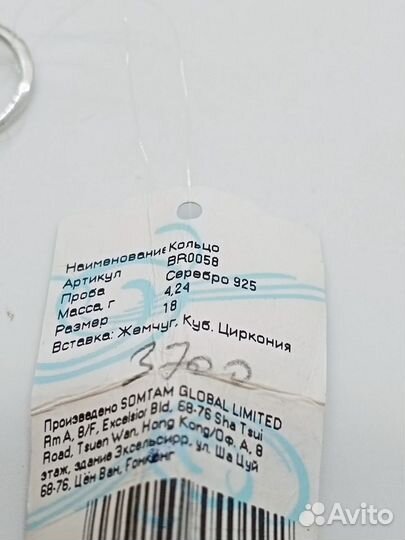 Наименование Кольцо
Артикул BR0058
Проба Серебро 925
Масса, г 4,24
Размер 18
Вставка: Жемчуг, Куб. Циркония
3700
Произведено SOMTAM GLOBAL LIMITED
Rm A, 8/F, Excelsior Bld, 68-76 Sha Tsui
Road, Tsuen Wan, Hong Kong/Оф. А, 8
этаж, здание Эксельсирр, ул. Ша Цуй
68-76, Цён Ван, Гонконг
Avito